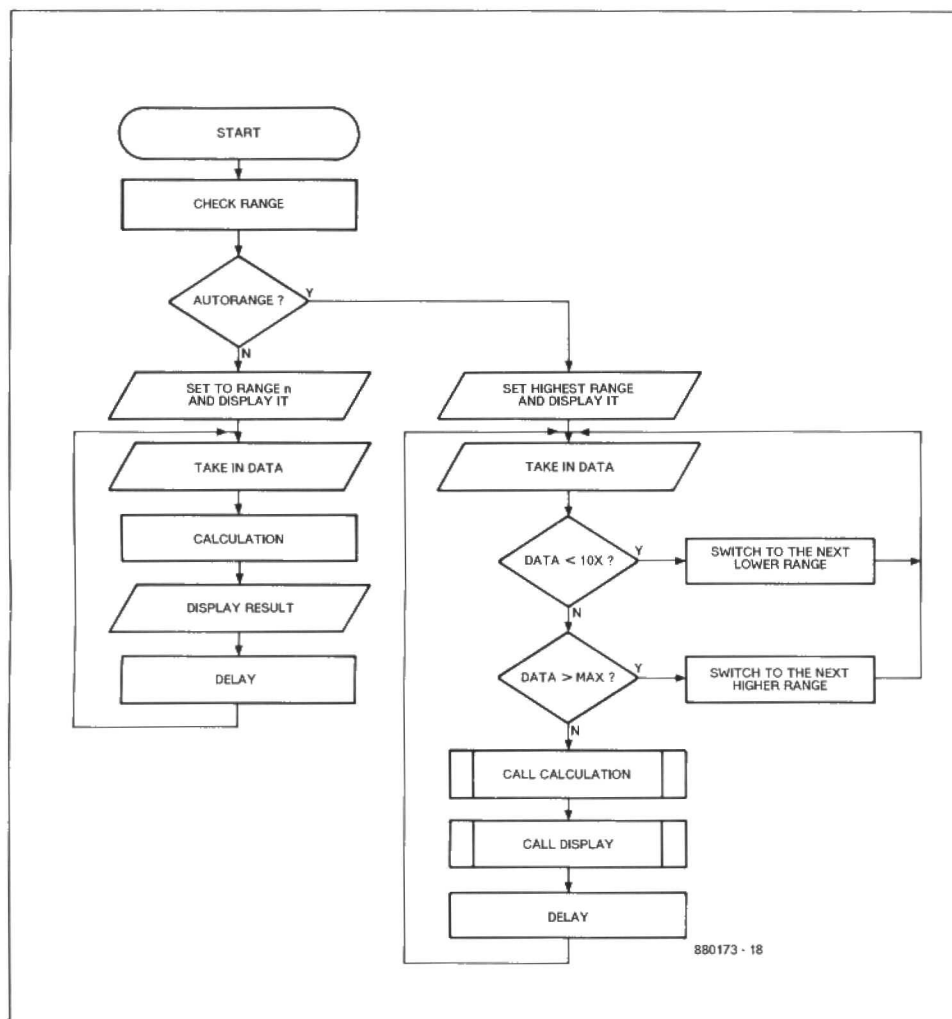 START
CHECK RANGE
AUTORANGE ?
Y
N
SET TO RANGE n
AND DISPLAY IT
TAKE IN DATA
CALCULATION
DISPLAY RESULT
DELAY
SET HIGHEST RANGE
AND DISPLAY IT
TAKE IN DATA
DATA < 10X ?
Y
SWITCH TO THE NEXT
LOWER RANGE
N
DATA > MAX ?
Y
SWITCH TO THE NEXT
HIGHER RANGE
N
CALL CALCULATION
CALL DISPLAY
DELAY
880173 - 18